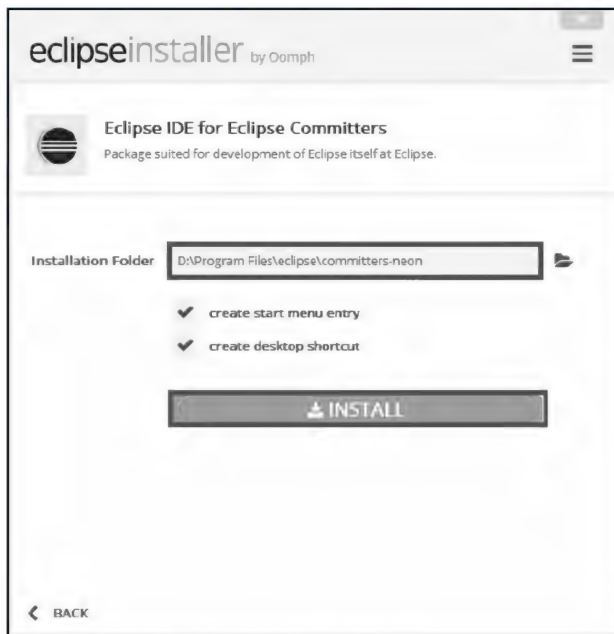 eclipseinstaller by Oomph
Eclipse IDE for Eclipse Committers
Package suited for development of Eclipse itself at Eclipse.
Installation Folder D:\Program Files\eclipse\committers-neon
create start menu entry
create desktop shortcut
INSTALL
BACK